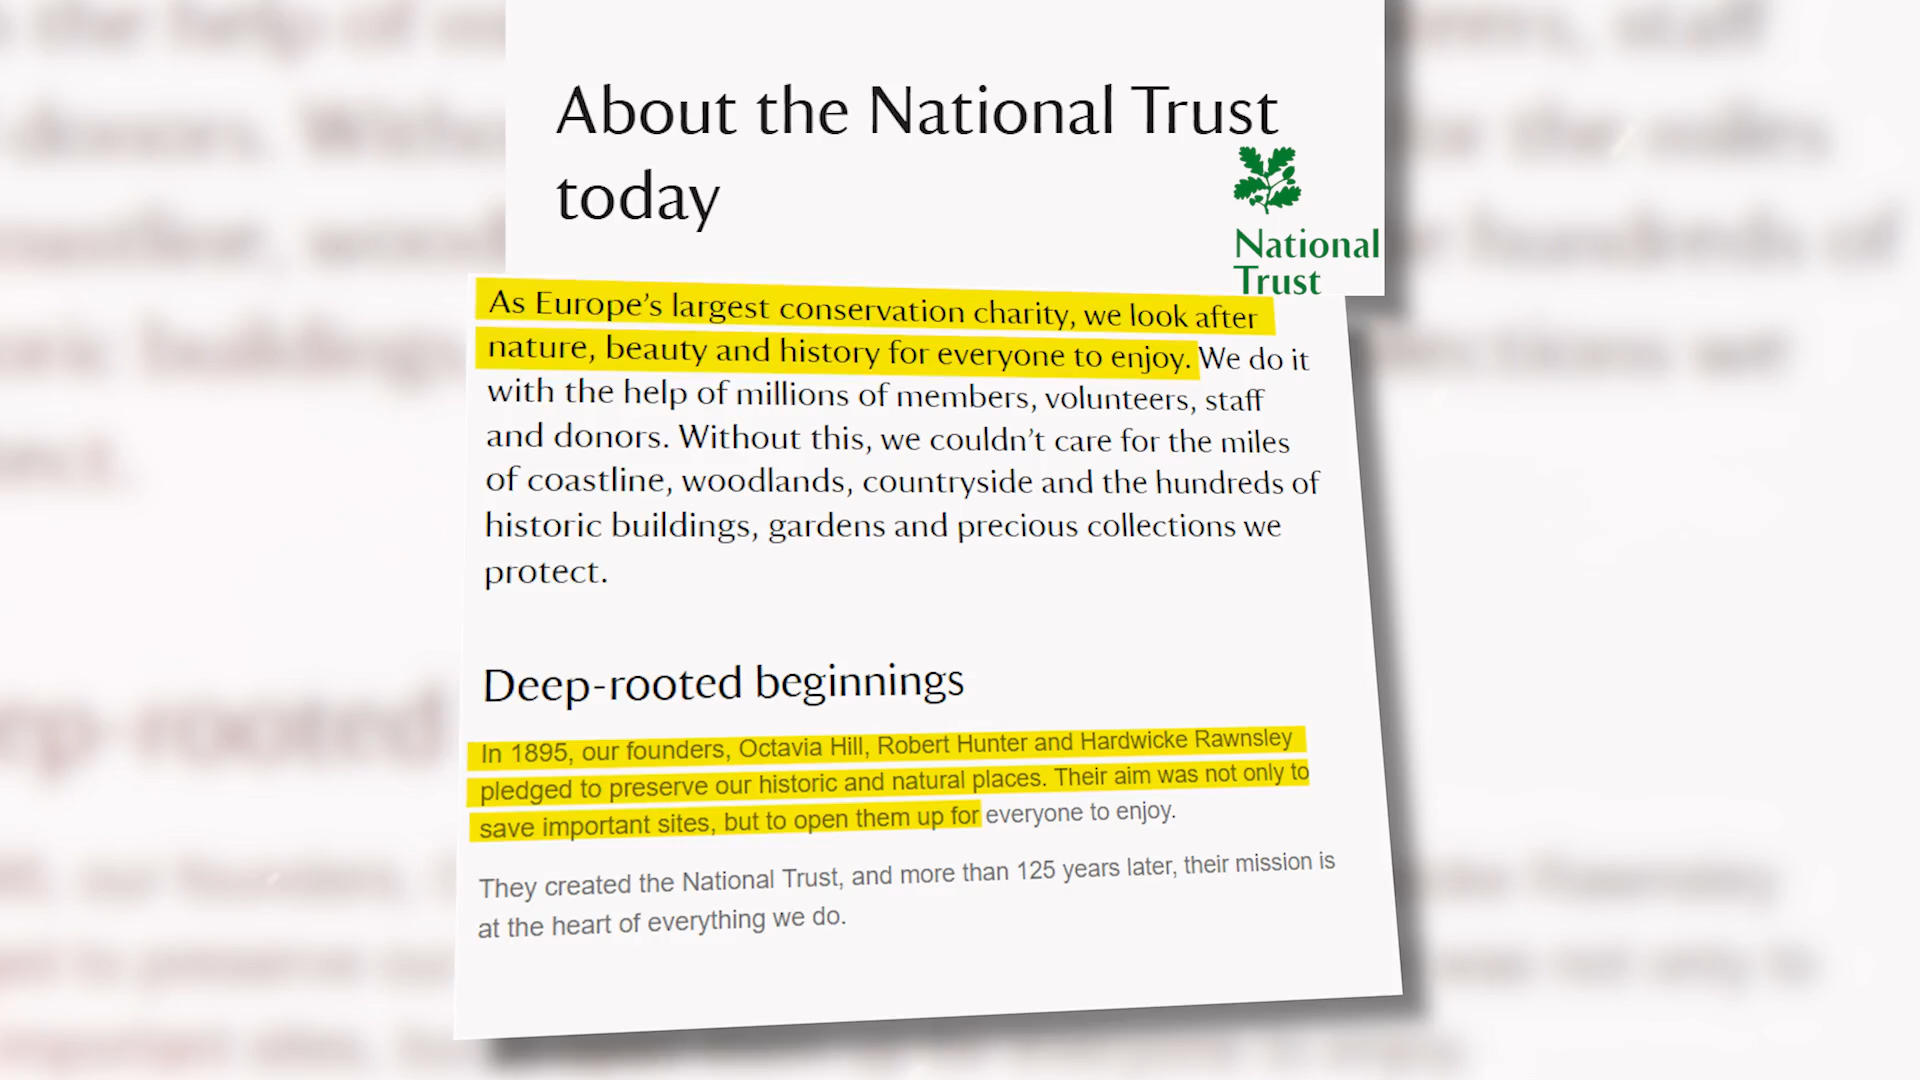 About the National Trust
today
National
Trust
As Europe’s largest conservation charity, we look after
nature, beauty and history for everyone to enjoy. We do it
with the help of millions of members, volunteers, staff
and donors. Without this, we couldn’t care for the miles
of coastline, woodlands, countryside and the hundreds of
historic buildings, gardens and precious collections we
protect.
Deep-rooted beginnings
In 1895, our founders, Octavia Hill, Robert Hunter and Hardwicke Rawnsley
pledged to preserve our historic and natural places. Their aim was not only to
save important sites, but to open them up for everyone to enjoy.
They created the National Trust, and more than 125 years later, their mission is
at the heart of everything we do.